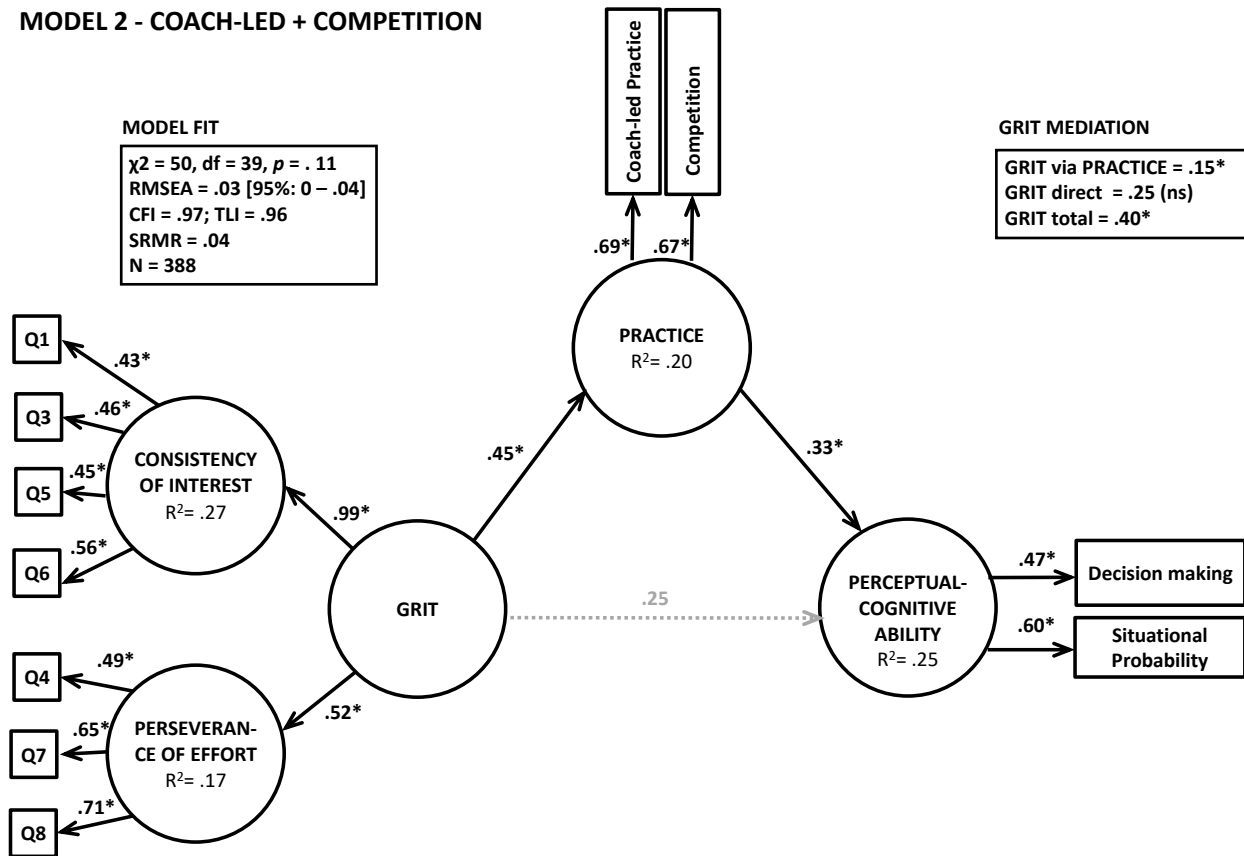 MODEL 2 - COACH-LED + COMPETITION
MODEL FIT
χ2 = 50, df = 39, p = . 11
RMSEA = .03 [95%: 0 – .04]
CFI = .97; TLI = .96
SRMR = .04
N = 388
Coach-led Practice
Competition
GRIT MEDIATION
GRIT via PRACTICE = .15*
GRIT direct = .25 (ns)
GRIT total = .40*
.69*
.67*
PRACTICE
R²= .20
Q1
.43*
Q3
.46*
Q5
.45*
Q6
.56*
CONSISTENCY
OF INTEREST
R²= .27
.99*
.45*
.33*
GRIT
.25
PERCEPTUAL-
COGNITIVE
ABILITY
R²= .25
.47*
Decision making
.60*
Situational
Probability
.52*
Q4
.49*
Q7
.65*
Q8
.71*
PERSEVERAN-
CE OF EFFORT
R²= .17